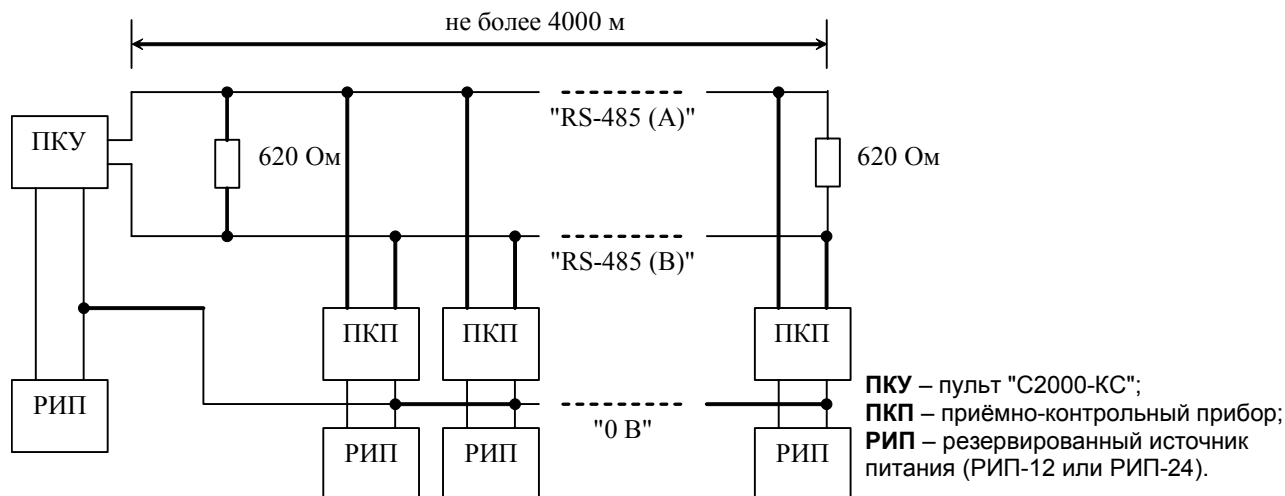 не более 4000 м
"RS-485 (A)"
ПКУ
620 Ом
620 Ом
"RS-485 (B)"
ПКП
ПКП
ПКП
РИП
"0 В"
РИП
РИП
РИП
ПКУ – пульт "С2000-КС";
ПКП – приёмно-контрольный прибор;
РИП – резервированный источник
питания (РИП-12 или РИП-24).